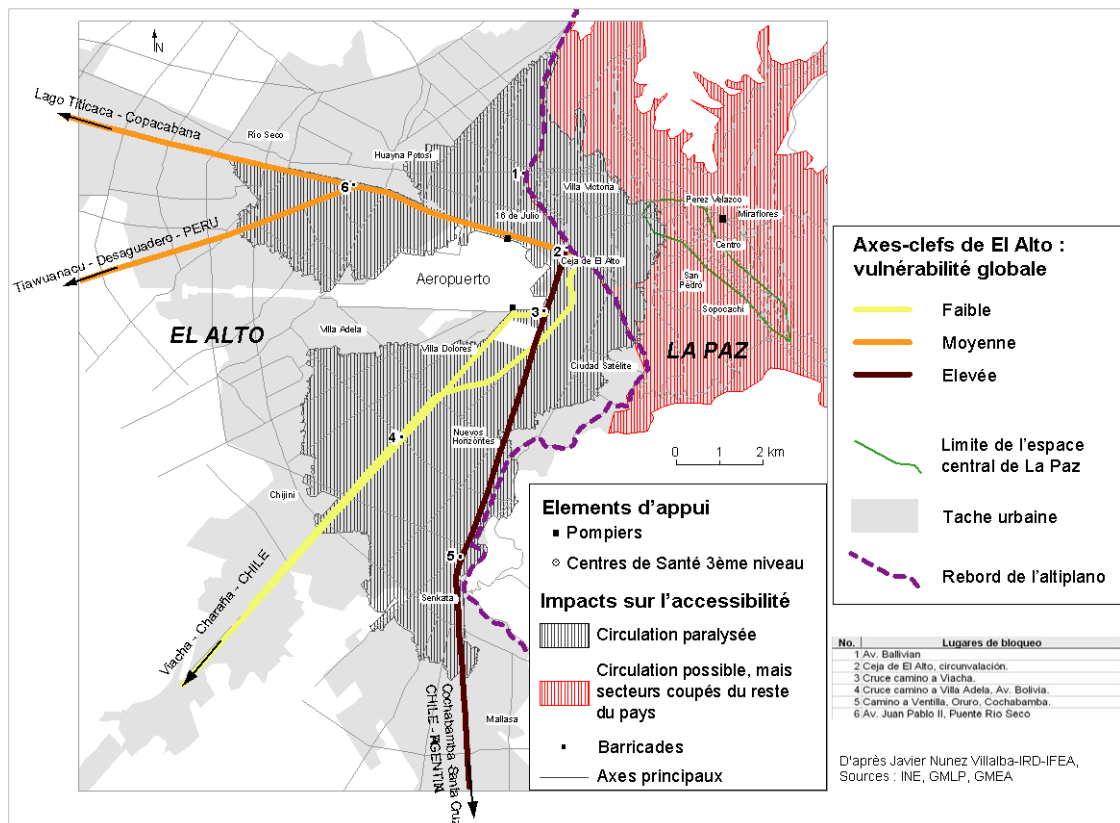 N
Lago Titicaca - Copacabana
Río Seco
Huayna Potosí
1
Villa Victoria
6
Perez Velazco
Miraflores
16 de Julio
Tiawuanacu - Desaguadero - PERU
2
Centro
Ceja de El Alto
Aeropuerto
San
Pedro
3
Sopocachi
EL ALTO
Villa Adela
Villa Dolores
LA PAZ
Ciudad Satélite
4
Nuevos
Horizontes
0 1 2 km
Chijini
5
Senkata
Viacha - Charaña - CHILE
Mallasa
Cochabamba -Santa Cruz
Elements d'appui
Pompiers
Centres de Santé 3ème niveau
Impacts sur l'accessibilité
Circulation paralysée
Circulation possible, mais
secteurs coupés du reste
du pays
Barricades
Axes principaux
Axes-clefs de El Alto :
vulnérabilité globale
Faible
Moyenne
Elevée
Limite de l'espace
central de La Paz
Tache urbaine
Rebord de l'altiplano
No. Lugares de bloqueo
1 Av. Ballivian
2 Ceja de El Alto, circunvalación.
3 Cruce camino a Viacha.
4 Cruce camino a Villa Adela, Av. Bolivia.
5 Camino a Ventilla, Oruro, Cochabamba.
6 Av. Juan Pablo II, Puente Río Seco
D'après Javier Nunez Villalba-IRD-IFEA,
Sources : INE, GMLP, GMEA